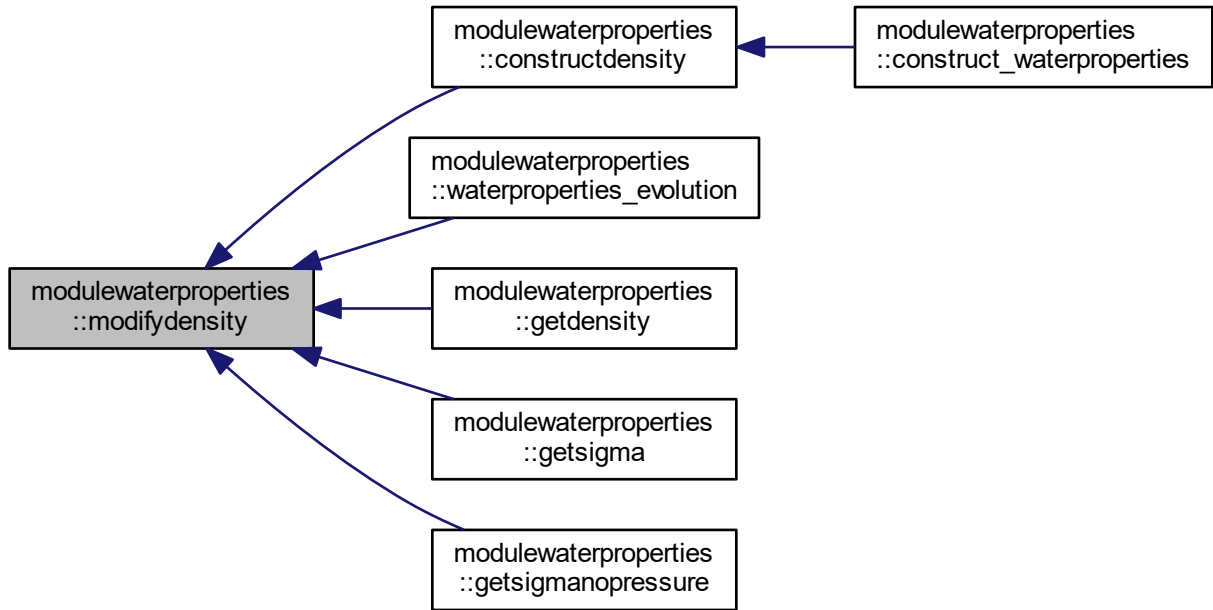 modulewaterproperties
::constructdensity
modulewaterproperties
::construct_waterproperties
modulewaterproperties
::waterproperties_evolution
modulewaterproperties
::modifydensity
modulewaterproperties
::getdensity
modulewaterproperties
::getsigma
modulewaterproperties
::getsigmanopressure